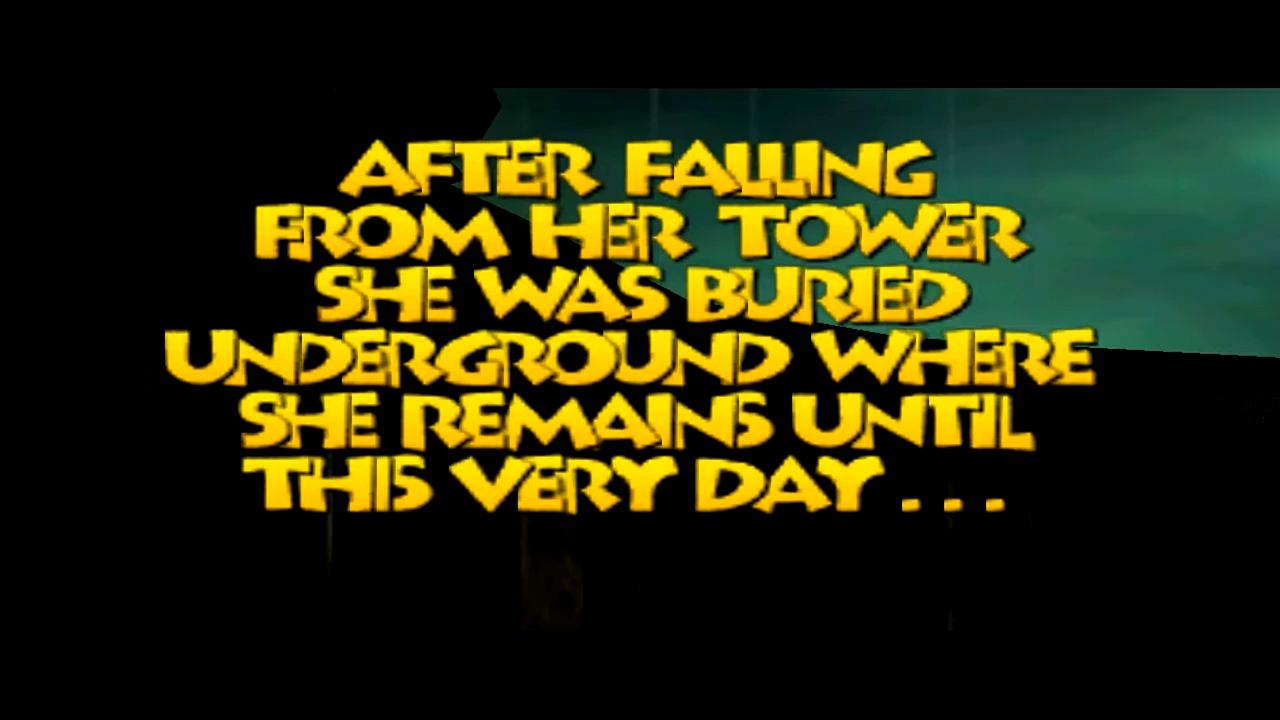 AFTER FALLING
FROM HER TOWER
SHE WAS BURIED
UNDERGROUND WHERE
SHE REMAINS UNTIL
THIS VERY DAY . . .